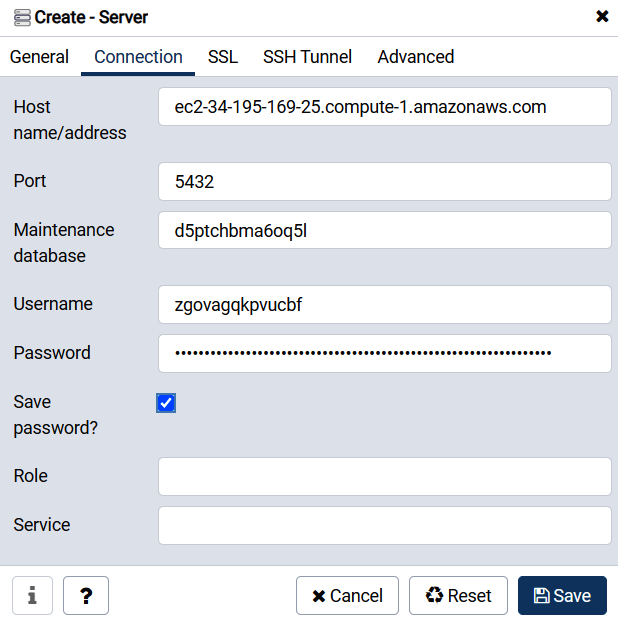 Create - Server
General Connection SSL SSH Tunnel Advanced
Host name/address
ec2-34-195-169-25.compute-1.amazonaws.com
Port
5432
Maintenance database
d5ptchbma6oq5l
Username
zgovagqkpvucbf
Password
••••••••••••••••••••••••••••••••••••••••••••••••••••••••••••••••
Save password?
Role
Service
i ? Cancel Reset Save